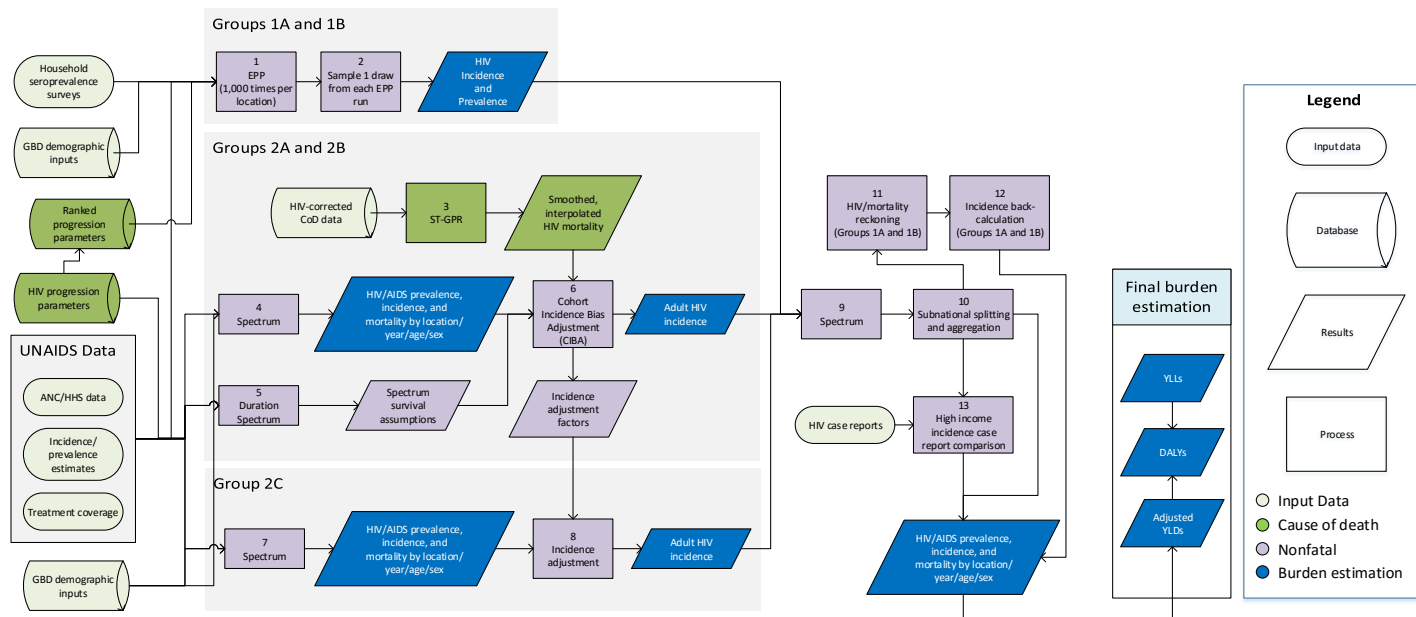 Groups 1A and 1B
Household
seroprevalence
surveys
1
EPP
(1,000 times per
location)
2
Sample 1 draw
from each EPP
run
HIV
Incidence
and
Prevalence
GBD demographic
inputs
Ranked
progression
parameters
HIV progression
parameters
UNAIDS Data
ANC/HHS data
Incidence/
prevalence
estimates
Treatment coverage
GBD demographic
inputs
Groups 2A and 2B
HIV-corrected
CoD data
3
ST-GPR
Smoothed,
interpolated
HIV mortality
4
Spectrum
HIV/AIDS prevalence,
incidence, and
mortality by location/
year/age/sex
6
Cohort
Incidence Bias
Adjustment
(CIBA)
Adult HIV
incidence
5
Duration
Spectrum
Spectrum
survival
assumptions
Incidence
adjustment
factors
Group 2C
7
Spectrum
HIV/AIDS prevalence,
incidence, and
mortality by location/
year/age/sex
8
Incidence
adjustment
Adult HIV
incidence
9
Spectrum
10
Subnational splitting
and aggregation
11
HIV/mortality
reckoning
(Groups 1A and 1B)
12
Incidence back-
calculation
(Groups 1A and 1B)
HIV case reports
13
High income
incidence case
report comparison
HIV/AIDS prevalence,
incidence, and
mortality by location/
year/age/sex
Final burden
estimation
YLLs
DALYs
Adjusted
YLDs
Legend
Input data
Database
Results
Process
Input Data
Cause of death
Nonfatal
Burden estimation